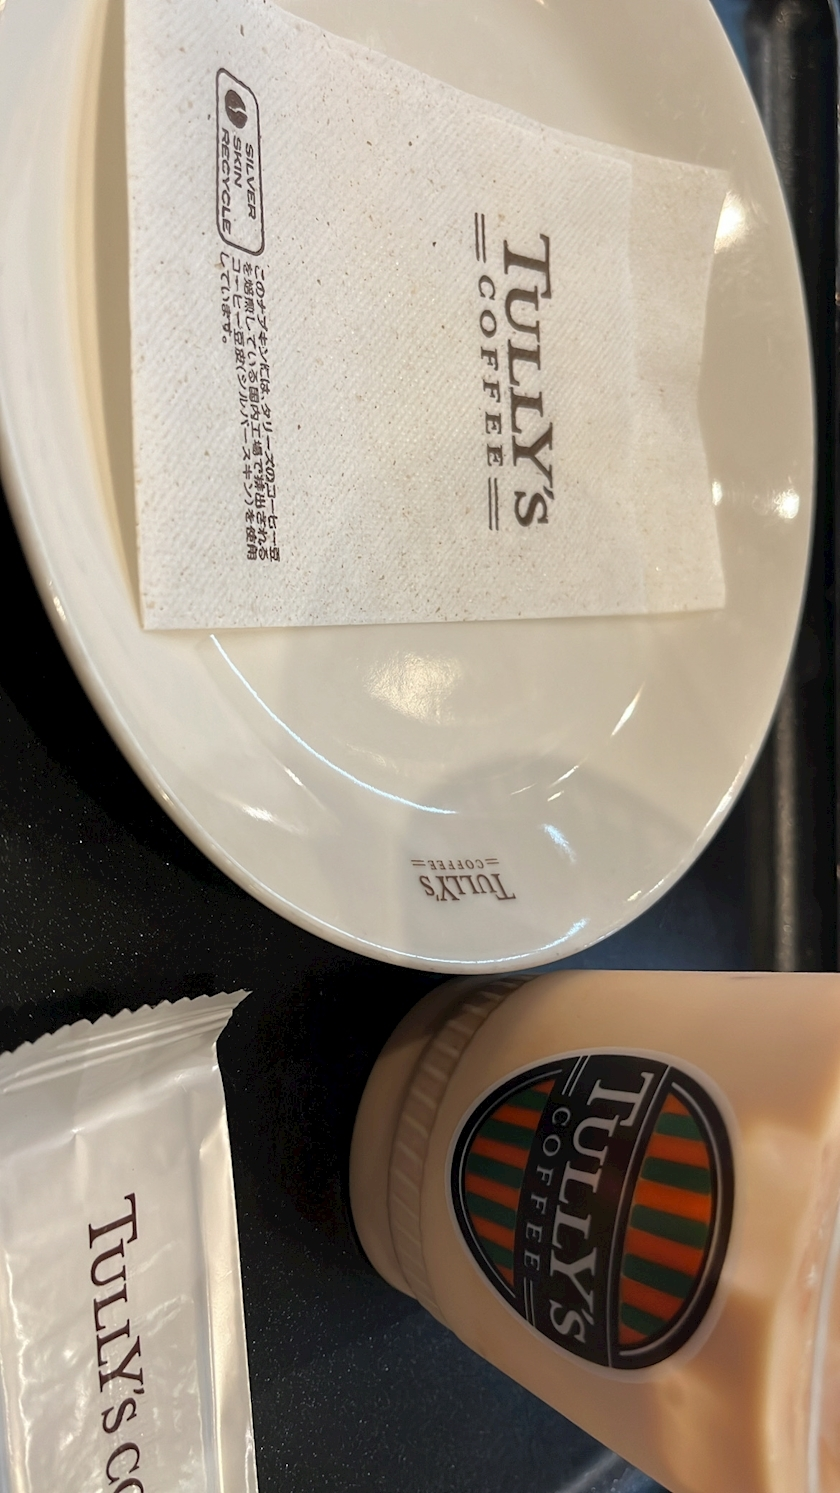 TULLY'S
COFFEE
SILVER
SKIN
RECYCLE
このナプキンには、タリーズのコーヒー豆
を焙煎している国内工場で排出される
コーヒー豆皮(シルバースキン)を使用
しています。
TULLY'S
COFFEE
TULLY'S
COFFEE
TULLY'S CO